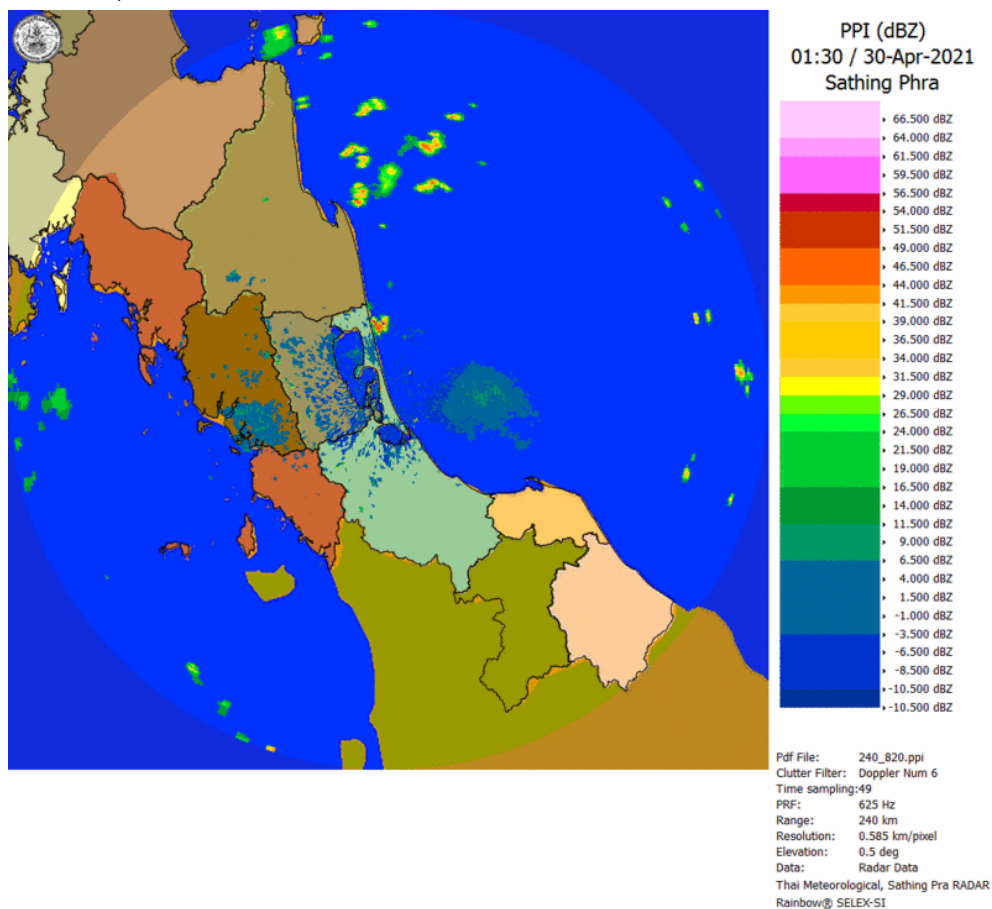 PPI (dBZ)
01:30 / 30-Apr-2021
Sathing Phra
66.500 dBZ
64.000 dBZ
61.500 dBZ
59.500 dBZ
56.500 dBZ
54.000 dBZ
51.500 dBZ
49.000 dBZ
46.500 dBZ
44.000 dBZ
41.500 dBZ
39.000 dBZ
36.500 dBZ
34.000 dBZ
31.500 dBZ
29.000 dBZ
26.500 dBZ
24.000 dBZ
21.500 dBZ
19.000 dBZ
16.500 dBZ
14.000 dBZ
11.500 dBZ
9.000 dBZ
6.500 dBZ
4.000 dBZ
1.500 dBZ
-1.000 dBZ
-3.500 dBZ
-6.500 dBZ
-8.500 dBZ
-10.500 dBZ
-10.500 dBZ
Pdf File: 240_820.ppi
Clutter Filter: Doppler Num 6
Time sampling:49
PRF: 625 Hz
Range: 240 km
Resolution: 0.585 km/pixel
Elevation: 0.5 deg
Data: Radar Data
Thai Meteorological, Sathing Pra RADAR
Rainbow® SELEX-SI